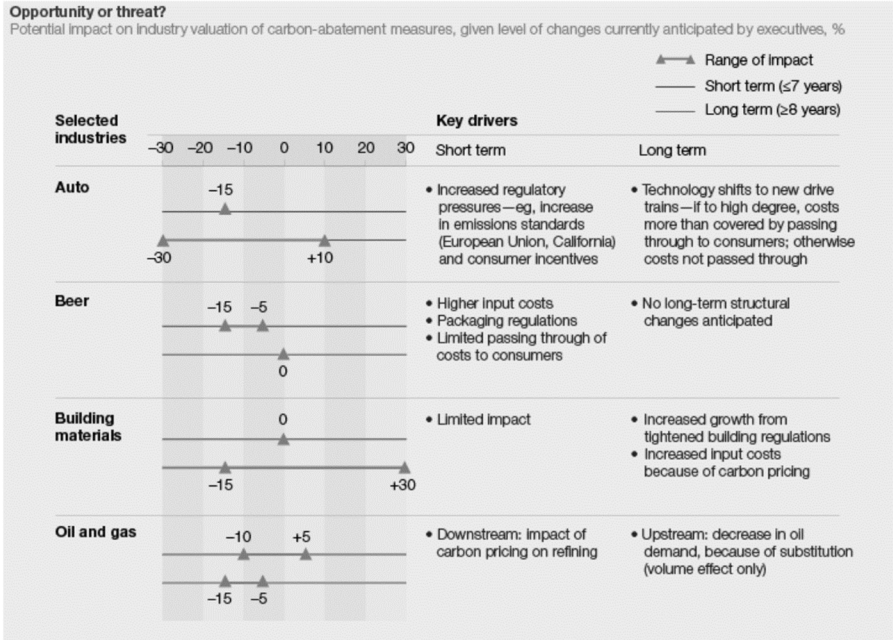 Opportunity or threat?
Potential impact on industry valuation of carbon-abatement measures, given level of changes currently anticipated by executives, %
Range of impact
Short term (≤7 years)
Long term (≥8 years)
Selected
industries
–30 –20 –10 0 10 20 30
Key drivers
Short term
Long term
Auto
–15
–30
+10
• Increased regulatory
pressures—eg, increase
in emissions standards
(European Union, California)
and consumer incentives
• Technology shifts to new drive
trains—if to high degree, costs
more than covered by passing
through to consumers; otherwise
costs not passed through
Beer
–15 –5
0
• Higher input costs
• Packaging regulations
• Limited passing through of
costs to consumers
• No long-term structural
changes anticipated
Building
materials
0
–15
+30
• Limited impact
• Increased growth from
tightened building regulations
• Increased input costs
because of carbon pricing
Oil and gas
–10 +5
–15 –5
• Downstream: impact of
carbon pricing on refining
• Upstream: decrease in oil
demand, because of substitution
(volume effect only)